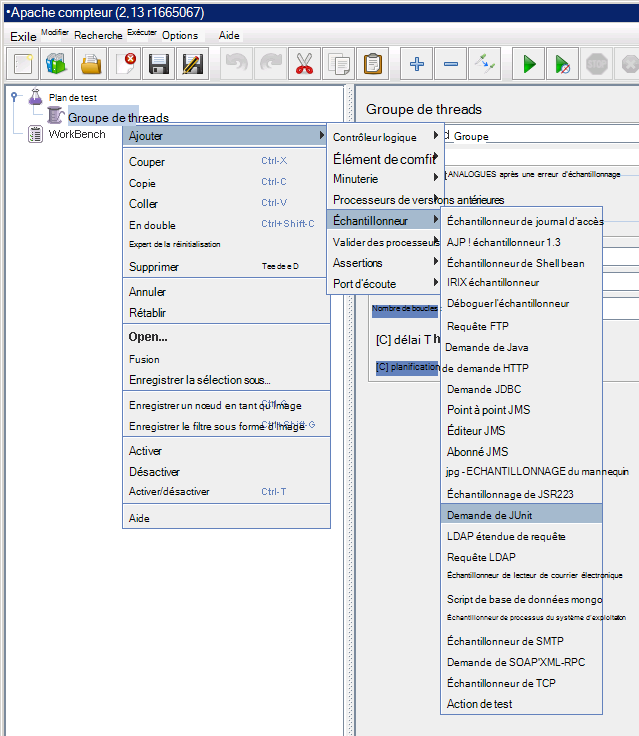 •Apache compteur (2,13 r1665067)
Exile Modifier Recherche Exécuter Options Aide
Plan de test
Groupe de threads
WorkBench
Groupe de threads
Ajouter
Couper Ctrl-X
Copie Ctrl-C
Coller Ctrl-V
En double Ctrl+Shift-C
Expert de la réinitialisation
Supprimer Tee de e D
Annuler
Rétablir
Open...
Fusion
Enregistrer la sélection sous...
Enregistrer un nœud en tant qu'Image
Enregistrer le filtre sous forme d'Image
Activer
Désactiver
Activer/désactiver Ctrl-T
Aide
Contrôleur logique
Élément de comfit
Minuterie
Processeurs de versions antérieures
Échantillonneur
Valider des processeus
Assertions
Port d'écoute
Groupe
ANALOGUES après une erreur d'échantillonnage
Nombre de boucles :
[C] délai Th
[C] planification
Échantillonneur de journal d'accès
AJP ! échantillonneur 1.3
Échantillonneur de Shell bean
IRIX échantillonneur
Déboguer l'échantillonneur
Requête FTP
Demande de Java
de demande HTTP
Demande JDBC
Point à point JMS
Éditeur JMS
Abonné JMS
jpg - ECHANTILLONNAGE du mannequin
Échantillonnage de JSR223
Demande de JUnit
LDAP étendue de requête
Requête LDAP
Échantillonneur de lecteur de courrier électronique
Script de base de données mongo
Échantillonneur de processus du système d'exploitation
Échantillonneur de SMTP
Demande de SOAP'XML-RPC
Échantillonneur de TCP
Action de test